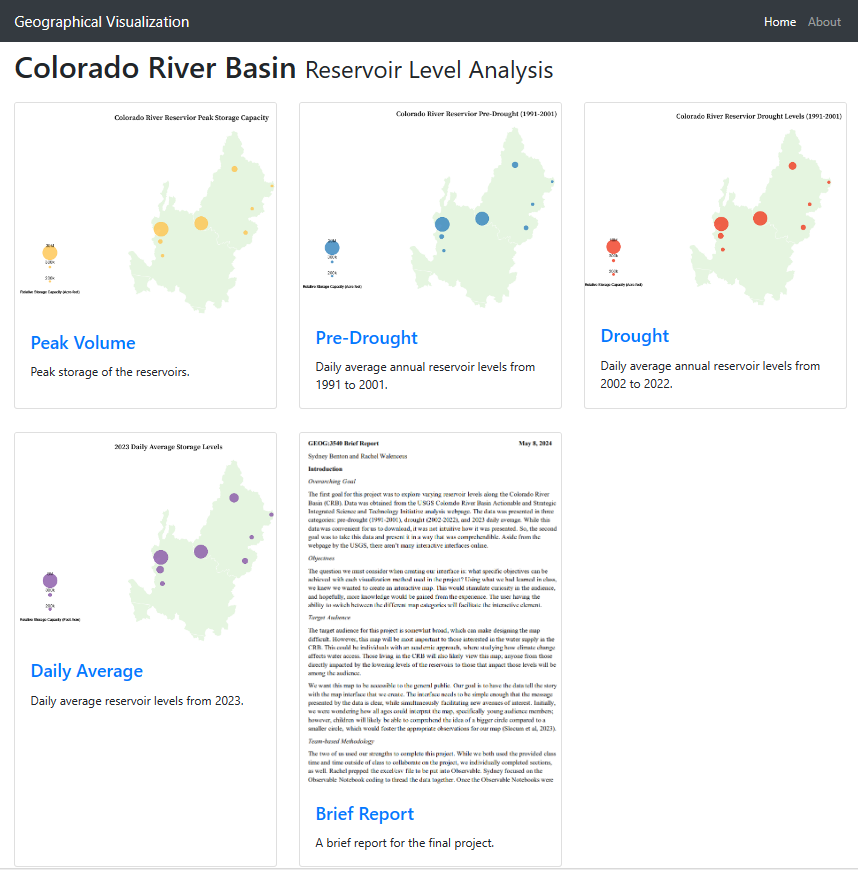 Geographical Visualization
Home About
Colorado River Basin Reservoir Level Analysis
Colorado River Reservior Peak Storage Capacity
200k
Relative Storage Capacity (Acre feet)
Peak Volume
Peak storage of the reservoirs.
Colorado River Reservior Pre-Drought (1991-2001)
200k
Relative Storage Capacity (Acre feet)
Pre-Drought
Daily average annual reservoir levels from
1991 to 2001.
Colorado River Reservior Drought Levels (1991-2001)
200k
Relative Storage Capacity (Acre feet)
Drought
Daily average annual reservoir levels from
2002 to 2022.
2023 Daily Average Storage Levels
200k
Relative Storage Capacity
Daily Average
Daily average reservoir levels from 2023.
GEOG:3540 Brief Report May 8, 2024
Sydney Benton and Rachel
Introduction
Overarching Goal
The first goal for this project was to explore varying reservoir levels along the Colorado River
Basin (CRB). Data was obtained from the USGS Colorado River Basin Actionable and Strategic
Integrated Science and Technology Initiative analysis webpage. The data was presented in three
categories: pre-drought (1991-2001), drought (2002-2022), and 2023 daily average. While this
data was convenient for us to download, it was not intuitive how it was presented. So, the second
goal was to take this data and present it in a way that was comprehendible. Aside from the
webpage by the USGS, there aren't many interactive interfaces online.
Objectives
The question we must consider when creating our interface is: what specific objectives can be
achieved with each visualization method used in the project? Using what we had learned in class,
we knew we wanted to create an interactive map. This would stimulate curiosity in the audience,
and hopefully, more knowledge would be gained from the experience. The user having the
ability to switch between the different map categories will facilitate the interactive element.
Target Audience
The target audience for this project is somewhat broad, which can make designing the map
difficult. However, this map will be most important to those interested in the water supply in the
CRB. This could be individuals with an academic approach, where studying how climate change
affects water access. Those living in the CRB will also likely view this map; anyone from those
directly impacted by the lowering levels of the reservoirs to those that impact those levels will be
among the audience.
We want this map to be accessible to the general public. Our goal is to have the data tell the story
with the map interface that we create. The interface needs to be simple enough that the message
presented by the data is clear, while simultaneously facilitating new avenues of interest. Initially,
we were wondering how all ages could interpret the map, specifically young audience members;
however, children will likely be able to comprehend the idea of a bigger circle compared to a
smaller circle, which would foster the appropriate observations for our map (Sincum et al, 2023).
Team-based Methodology
The two of us used our strengths to complete this project. While we both used the provided class
time and time outside of class to collaborate on the project, we individually completed sections,
as well. Rachel prepped the excel/csv file to be put into Observable. Sydney focused on the
Observable Notebook coding to thread the data together. Once the Observable Notebooks were
Brief Report
A brief report for the final project.